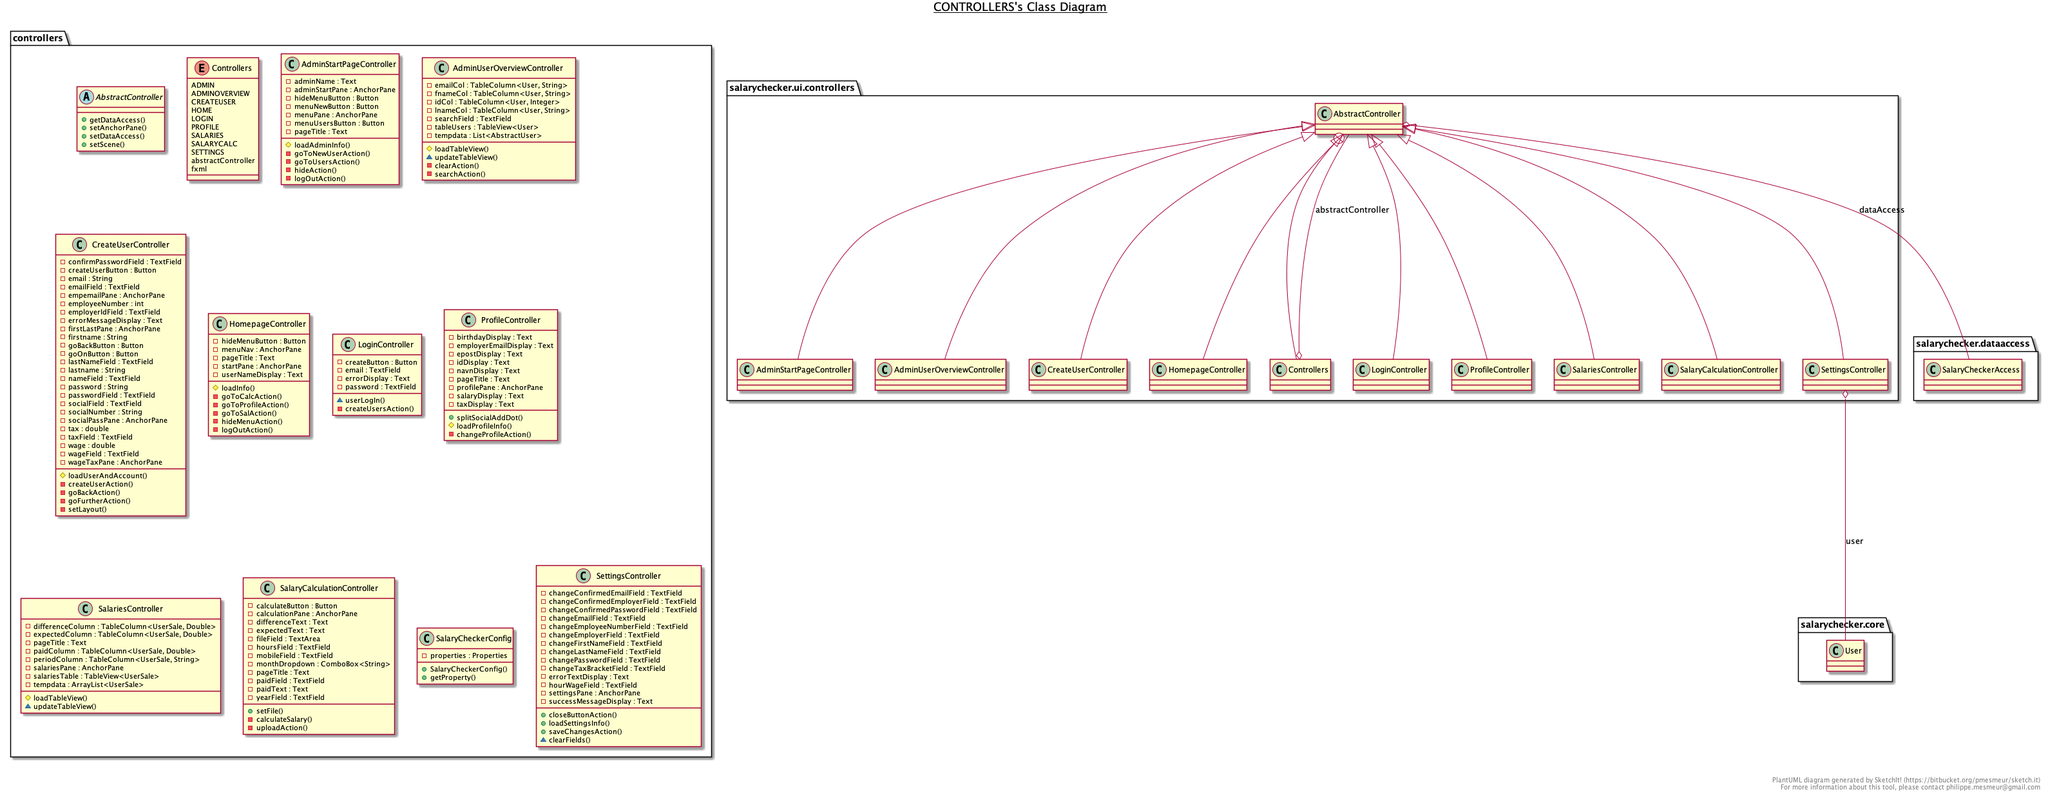 CONTROLLERS's Class Diagram
controllers
A AbstractController
getDataAccess()
setAnchorPane()
setDataAccess()
setScene()
E Controllers
ADMIN
ADMINOVERVIEW
CREATEUSER
HOME
LOGIN
PROFILE
SALARIES
SALARYCALC
SETTINGS
abstractController
fxml
C AdminStartPageController
adminName : Text
adminStartPane : AnchorPane
hideMenuButton : Button
menuNewButton : Button
menuPane : AnchorPane
menuUsersButton : Button
pageTitle : Text
loadAdminInfo()
goToNewUserAction()
goToUsersAction()
hideAction()
logOutAction()
C AdminUserOverviewController
emailCol : TableColumn<User, String>
fnameCol : TableColumn<User, String>
idCol : TableColumn<User, Integer>
lnameCol : TableColumn<User, String>
searchField : TextField
tableUsers : TableView<User>
tempdata : List<AbstractUser>
loadTableView()
updateTableView()
clearAction()
searchAction()
C CreateUserController
confirmPasswordField : TextField
createUserButton : Button
email : String
emailField : TextField
empemailPane : AnchorPane
employeeNumber : int
employerIdField : TextField
errorMessageDisplay : Text
firstLastPane : AnchorPane
firstname : String
goBackButton : Button
goOnButton : Button
lastNameField : TextField
lastname : String
nameField : TextField
password : String
passwordField : TextField
socialField : TextField
socialNumber : String
socialPassPane : AnchorPane
tax : double
taxField : TextField
wage : double
wageField : TextField
wageTaxPane : AnchorPane
loadUserAndAccount()
createUserAction()
goBackAction()
goFurtherAction()
setLayout()
C HomepageController
hideMenuButton : Button
menuNav : AnchorPane
pageTitle : Text
startPane : AnchorPane
userNameDisplay : Text
loadInfo()
goToCalcAction()
goToProfileAction()
goToSalAction()
hideMenuAction()
logOutAction()
C LoginController
createButton : Button
email : TextField
errorDisplay : Text
password : TextField
userLogIn()
createUsersAction()
C ProfileController
birthdayDisplay : Text
employerEmailDisplay : Text
epostDisplay : Text
idDisplay : Text
navnDisplay : Text
pageTitle : Text
profilePane : AnchorPane
salaryDisplay : Text
taxDisplay : Text
splitSocialAddDot()
loadProfileInfo()
changeProfileAction()
C SalariesController
differenceColumn : TableColumn<UserSale, Double>
expectedColumn : TableColumn<UserSale, Double>
pageTitle : Text
paidColumn : TableColumn<UserSale, Double>
periodColumn : TableColumn<UserSale, String>
salariesPane : AnchorPane
salariesTable : TableView<UserSale>
tempdata : ArrayList<UserSale>
loadTableView()
updateTableView()
C SalaryCalculationController
calculateButton : Button
calculationPane : AnchorPane
differenceText : Text
expectedText : Text
fileField : TextArea
hoursField : TextField
mobileField : TextField
monthDropdown : ComboBox<String>
pageTitle : Text
paidField : TextField
paidText : Text
yearField : TextField
setFile()
calculateSalary()
uploadAction()
C SalaryCheckerConfig
properties : Properties
SalaryCheckerConfig()
getProperty()
C SettingsController
changeConfirmedEmailField : TextField
changeConfirmedEmployerField : TextField
changeConfirmedPasswordField : TextField
changeEmailField : TextField
changeEmployeeNumberField : TextField
changeEmployerField : TextField
changeFirstNameField : TextField
changeLastNameField : TextField
changePasswordField : TextField
changeTaxBracketField : TextField
errorTextDisplay : Text
hourWageField : TextField
settingsPane : AnchorPane
successMessageDisplay : Text
closeButtonAction()
loadSettingsInfo()
saveChangesAction()
clearFields()
salarychecker.ui.controllers
C AbstractController
abstractController
dataAccess
C AdminStartPageController
C AdminUserOverviewController
C CreateUserController
C HomepageController
C Controllers
C LoginController
C ProfileController
C SalariesController
C SalaryCalculationController
C SettingsController
salarychecker.dataaccess
C SalaryCheckerAccess
user
salarychecker.core
C User
PlantUML diagram generated by SketchIt! (https://bitbucket.org/pmesmeur/sketch.it)
For more information about this tool, please contact philippe.mesmeur@gmail.com